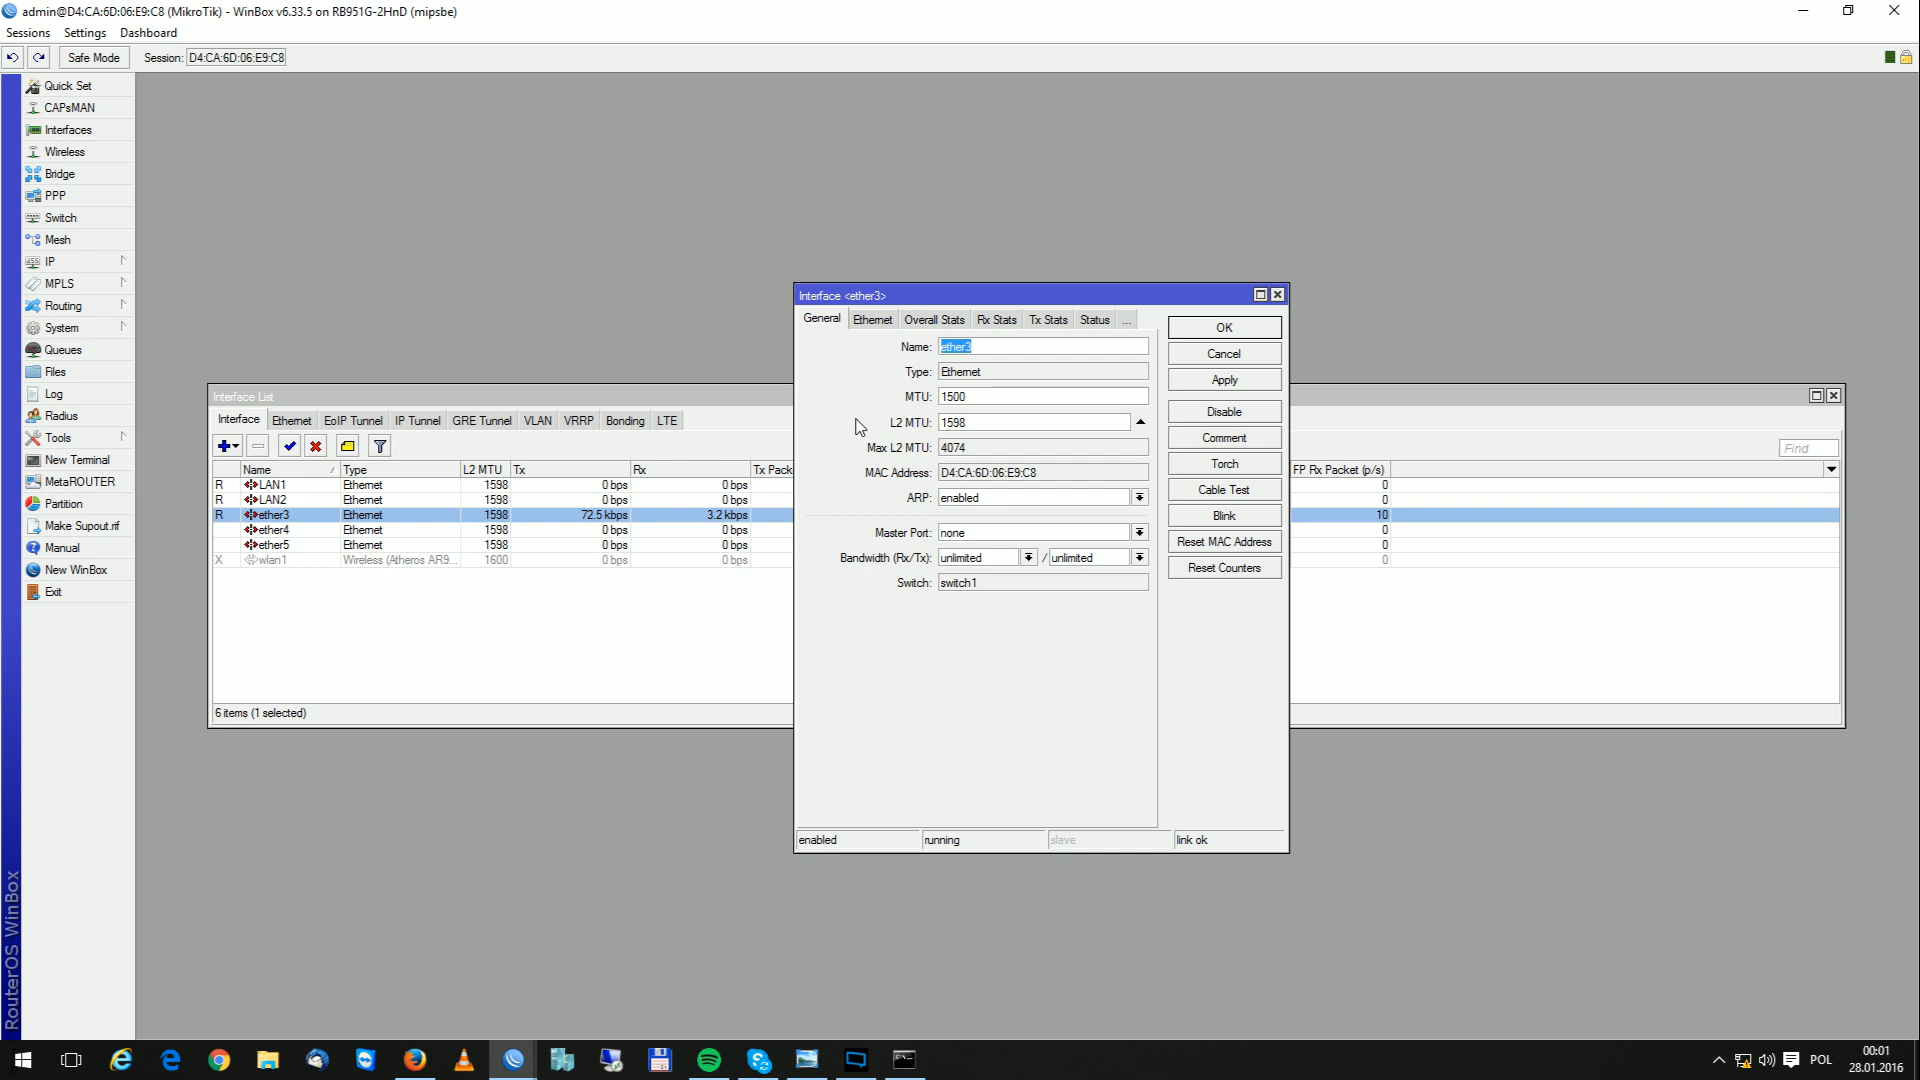 admin@D4:CA:6D:06:E9:C8 (MikroTik) - WinBox v6.33.5 on RB951G-2HnD (mipsbe)
Sessions Settings Dashboard
Safe Mode Session: D4:CA:6D:06:E9:C8
Quick Set
CAPsMAN
Interfaces
Wireless
Bridge
PPP
Switch
Mesh
IP
MPLS
Routing
System
Queues
Files
Log
Radius
Tools
New Terminal
MetaROUTER
Partition
Make Supout.rif
Manual
New WinBox
Exit
RouterOS WinBox
Interface List
Interface Ethernet EoIP Tunnel IP Tunnel GRE Tunnel VLAN VRRP Bonding LTE
Find
Name / Type L2 MTU Tx Rx Tx Pack FP Rx Packet (p/s)
R LAN1 Ethernet 1598 0 bps 0 bps 0
R LAN2 Ethernet 1598 0 bps 0 bps 0
R ether3 Ethernet 1598 72.5 kbps 3.2 kbps 10
ether4 Ethernet 1598 0 bps 0 bps 0
ether5 Ethernet 1598 0 bps 0 bps 0
X wlan1 Wireless (Atheros AR9... 1600 0 bps 0 bps 0
6 items (1 selected)
Interface <ether3>
General Ethernet Overall Stats Rx Stats Tx Stats Status ...
Name: ether3
Type: Ethernet
MTU: 1500
L2 MTU: 1598
Max L2 MTU: 4074
MAC Address: D4:CA:6D:06:E9:C8
ARP: enabled
Master Port: none
Bandwidth (Rx/Tx): unlimited / unlimited
Switch: switch1
OK
Cancel
Apply
Disable
Comment
Torch
Cable Test
Blink
Reset MAC Address
Reset Counters
enabled running slave link ok
POL
00:01
28.01.2016